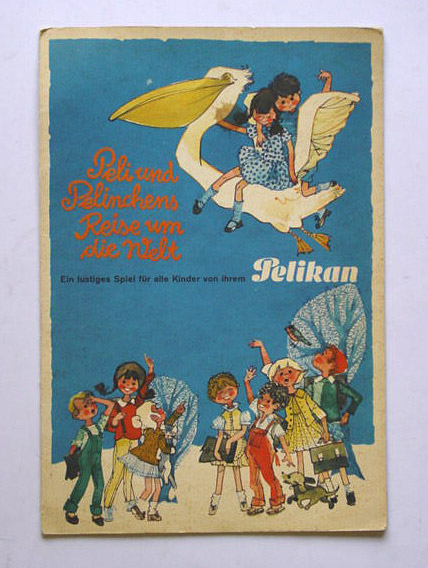 Peli und
Pelinchens
Reise um
die Welt
Ein lustiges Spiel für alle Kinder von ihrem Pelikan